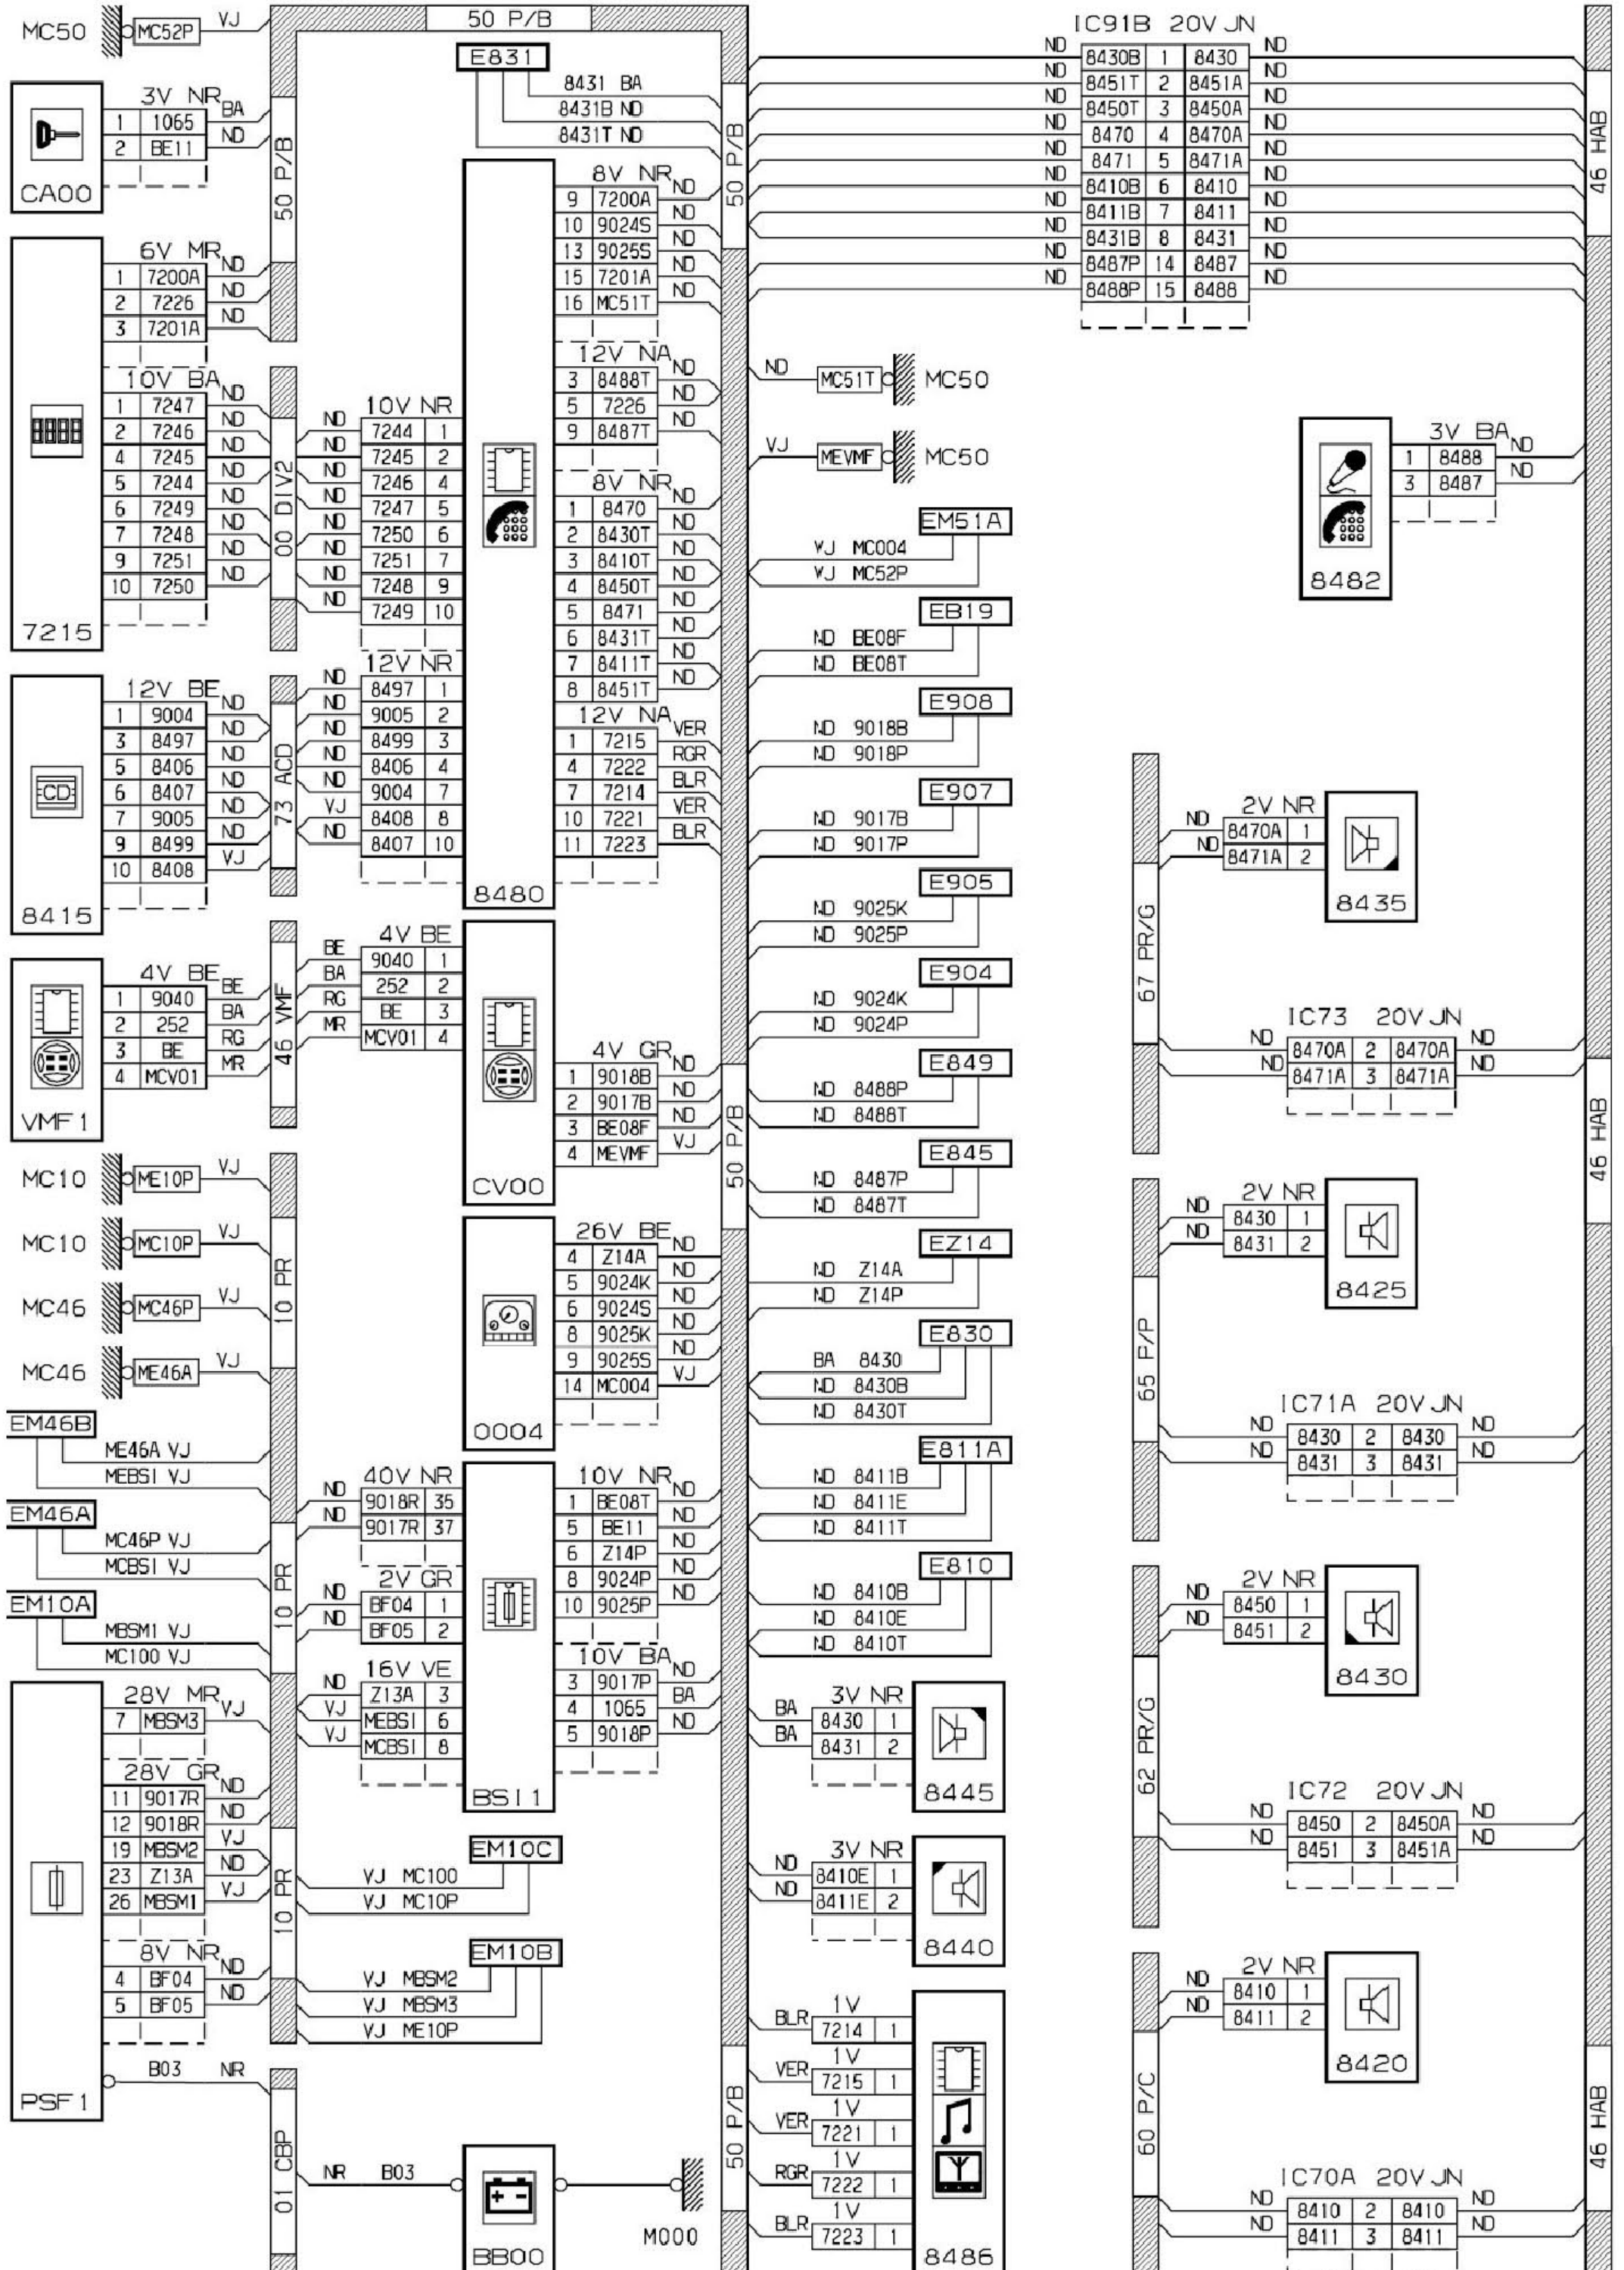 MC50 MC52P VJ
50 P/B
CA00
3V NR
1 1065 BA
2 BE11 ND
50 P/B
7215
6V MR
1 7200A ND
2 7226 ND
3 7201A ND
10V BA
1 7247 ND
2 7246 ND
4 7245 ND
5 7244 ND
6 7249 ND
7 7248 ND
9 7251 ND
10 7250 ND
00 DIV2
8415
12V BE
1 9004 ND
3 8497 ND
5 8406 ND
6 8407 ND
7 9005 ND
9 8499 ND
10 8408 VJ
73 ACD
VMF1
4V BE
1 9040 BE
2 252 BA
3 BE RG
4 MCV01 MR
46 VMF
MC10 ME10P VJ
MC10 MC10P VJ
MC46 MC46P VJ
MC46 ME46A VJ
10 PR
EM46B
ME46A VJ
MEBSI VJ
EM46A
MC46P VJ
MCBSI VJ
EM10A
MBSM1 VJ
MC100 VJ
10 PR
PSF1
28V MR
7 MBSM3 VJ
28V GR
11 9017R ND
12 9018R ND
19 MBSM2 VJ
23 Z13A ND
26 MBSM1 VJ
8V NR
4 BF04 ND
5 BF05 ND
B03 NR
10 PR
01 CBP
E831
8431 BA
8431B ND
8431T ND
8480
10V NR
ND 7244 1
ND 7245 2
ND 7246 4
ND 7247 5
ND 7250 6
ND 7251 7
ND 7248 9
ND 7249 10
12V NR
ND 8497 1
ND 9005 2
ND 8499 3
ND 8406 4
ND 9004 7
VJ 8408 8
ND 8407 10
8V NR
9 7200A ND
10 9024S ND
13 9025S ND
15 7201A ND
16 MC51T ND
12V NA
3 8488T ND
5 7226 ND
9 8487T ND
8V NR
1 8470 ND
2 8430T ND
3 8410T ND
4 8450T ND
5 8471 ND
6 8431T ND
7 8411T ND
8 8451T ND
12V NA
1 7215 VER
4 7222 RGR
7 7214 BLR
10 7221 VER
11 7223 BLR
CV00
4V BE
BE 9040 1
BA 252 2
RG BE 3
MR MCV01 4
4V GR
1 9018B ND
2 9017B ND
3 BE08F ND
4 MEVMF VJ
0004
26V BE
4 Z14A ND
5 9024K ND
6 9024S ND
8 9025K ND
9 9025S ND
14 MC004 VJ
BSI1
40V NR
ND 9018R 35
ND 9017R 37
2V GR
ND BF04 1
ND BF05 2
16V VE
ND Z13A 3
VJ MEBSI 6
VJ MCBSI 8
10V NR
1 BE08T ND
5 BE11 ND
6 Z14P ND
8 9024P ND
10 9025P ND
10V BA
3 9017P ND
4 1065 BA
5 9018P ND
EM10C
VJ MC100
VJ MC10P
EM10B
VJ MBSM2
VJ MBSM3
VJ ME10P
NR B03
BB00
M000
50 P/B
50 P/B
50 P/B
ND MC51T MC50
VJ MEVMF MC50
EM51A
VJ MC004
VJ MC52P
EB19
ND BE08F
ND BE08T
E908
ND 9018B
ND 9018P
E907
ND 9017B
ND 9017P
E905
ND 9025K
ND 9025P
E904
ND 9024K
ND 9024P
E849
ND 8488P
ND 8488T
E845
ND 8487P
ND 8487T
EZ14
ND Z14A
ND Z14P
E830
BA 8430
ND 8430B
ND 8430T
E811A
ND 8411B
ND 8411E
ND 8411T
E810
ND 8410B
ND 8410E
ND 8410T
8445
3V NR
BA 8430 1
BA 8431 2
8440
3V NR
ND 8410E 1
ND 8411E 2
8486
1V
BLR 7214 1
1V
VER 7215 1
1V
VER 7221 1
1V
RGR 7222 1
1V
BLR 7223 1
IC91B 20V JN
ND 8430B 1 8430 ND
ND 8451T 2 8451A ND
ND 8450T 3 8450A ND
ND 8470 4 8470A ND
ND 8471 5 8471A ND
ND 8410B 6 8410 ND
ND 8411B 7 8411 ND
ND 8431B 8 8431 ND
ND 8487P 14 8487 ND
ND 8488P 15 8488 ND
46 HAB
8482
3V BA
1 8488 ND
3 8487 ND
67 PR/G
2V NR
ND 8470A 1
ND 8471A 2
8435
IC73 20V JN
ND 8470A 2 8470A ND
ND 8471A 3 8471A ND
46 HAB
65 P/P
2V NR
ND 8430 1
ND 8431 2
8425
IC71A 20V JN
ND 8430 2 8430 ND
ND 8431 3 8431 ND
62 PR/G
2V NR
ND 8450 1
ND 8451 2
8430
IC72 20V JN
ND 8450 2 8450A ND
ND 8451 3 8451A ND
60 P/C
2V NR
ND 8410 1
ND 8411 2
8420
IC70A 20V JN
ND 8410 2 8410 ND
ND 8411 3 8411 ND
46 HAB
CD